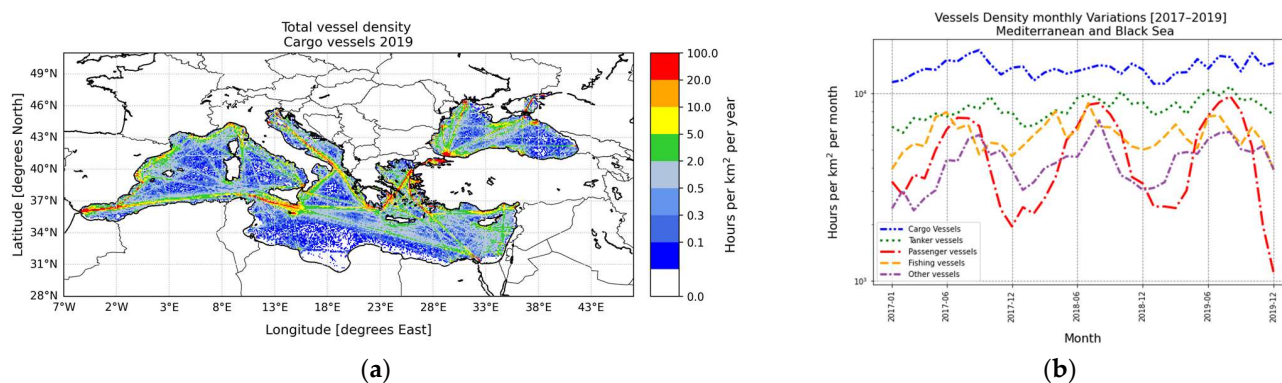 Total vessel density
Cargo vessels 2019
49°N
46°N
43°N
40°N
37°N
34°N
31°N
28°N
Latitude [degrees North]
7°W 2°W 3°E 8°E 13°E 18°E 23°E 28°E 33°E 38°E 43°E
Longitude [degrees East]
100.0
20.0
10.0
5.0
2.0
0.5
0.3
0.1
0.0
Hours per km² per year
(a)
Vessels Density monthly Variations [2017–2019]
Mediterranean and Black Sea
10⁴
10³
Hours per km² per month
Cargo Vessels
Tanker vessels
Passenger vessels
Fishing vessels
Other vessels
2017-01 2017-06 2017-12 2018-06 2018-12 2019-06 2019-12
Month
(b)